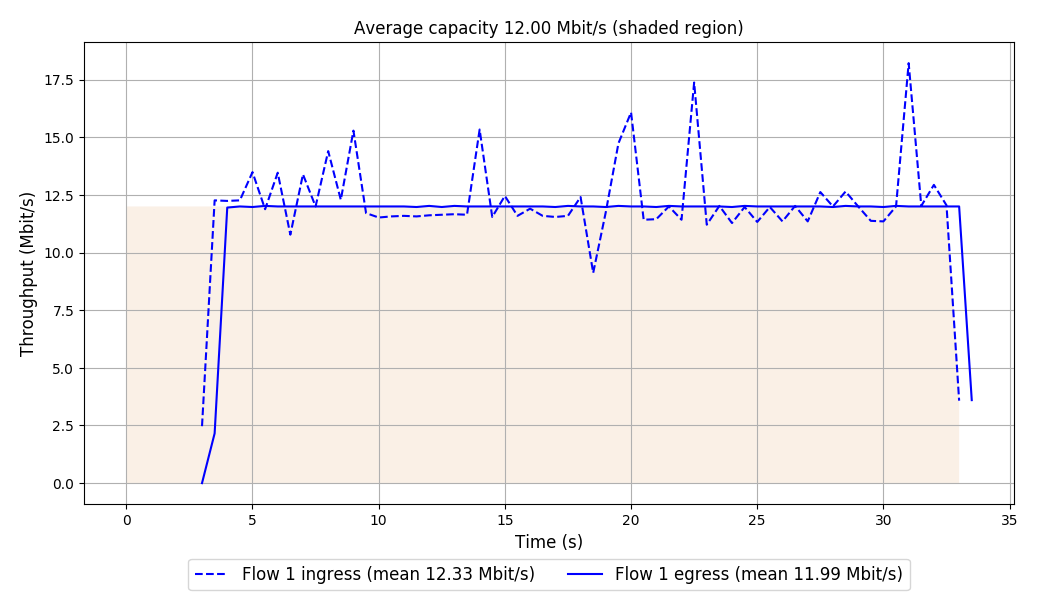 Average capacity 12.00 Mbit/s (shaded region)
17.5
15.0
12.5
10.0
7.5
5.0
2.5
0.0
Throughput (Mbit/s)
0 5 10 15 20 25 30 35
Time (s)
Flow 1 ingress (mean 12.33 Mbit/s) Flow 1 egress (mean 11.99 Mbit/s)